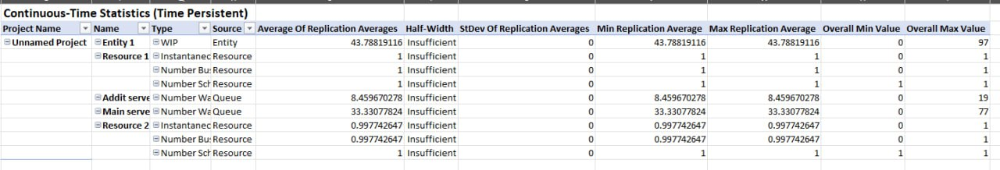 Continuous-Time Statistics (Time Persistent)
Project Name Name Type Source Average Of Replication Averages Half-Width StDev Of Replication Averages Min Replication Average Max Replication Average Overall Min Value Overall Max Value
Unnamed Project Entity 1 WIP Entity 43.78819116 Insufficient 0 43.78819116 43.78819116 0 97
Resource 1 Instantanec Resource 1 Insufficient 0 1 1 0 1
Number Bu Resource 1 Insufficient 0 1 1 0 1
Number Sch Resource 1 Insufficient 0 1 1 1 1
Addit serve Number Wa Queue 8.459670278 Insufficient 0 8.459670278 8.459670278 0 19
Main serve Number Wa Queue 33.33077824 Insufficient 0 33.33077824 33.33077824 0 77
Resource 2 Instantanec Resource 0.997742647 Insufficient 0 0.997742647 0.997742647 0 1
Number Bu Resource 0.997742647 Insufficient 0 0.997742647 0.997742647 0 1
Number Sch Resource 1 Insufficient 0 1 1 1 1